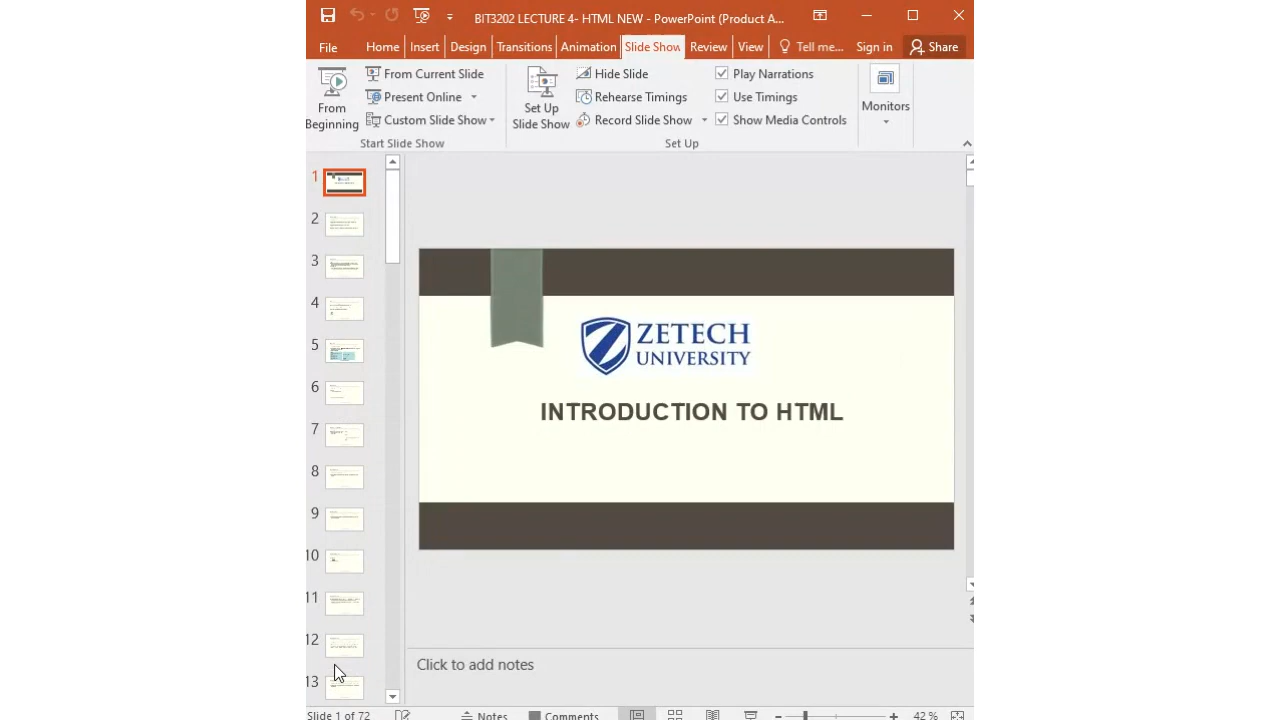 BIT3202 LECTURE 4- HTML NEW - PowerPoint (Product A...
File Home Insert Design Transitions Animation Slide Show Review View Tell me... Sign in Share
From Beginning
From Current Slide
Present Online
Custom Slide Show
Start Slide Show
Set Up Slide Show
Hide Slide
Rehearse Timings
Record Slide Show
Play Narrations
Use Timings
Show Media Controls
Set Up
Monitors
1
2
3
4
5
6
7
8
9
10
11
12
13
ZETECH
UNIVERSITY
INTRODUCTION TO HTML
Click to add notes
Slide 1 of 72 Notes Comments 42 %